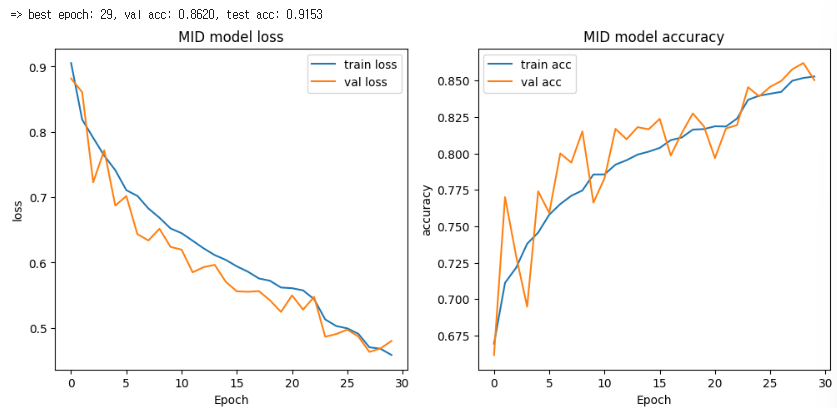 => best epoch: 29, val acc: 0.8620, test acc: 0.9153
MID model loss
train loss
val loss
0.9
0.8
0.7
0.6
0.5
loss
0 5 10 15 20 25 30
Epoch
MID model accuracy
train acc
val acc
0.850
0.825
0.800
0.775
0.750
0.725
0.700
0.675
accuracy
0 5 10 15 20 25 30
Epoch